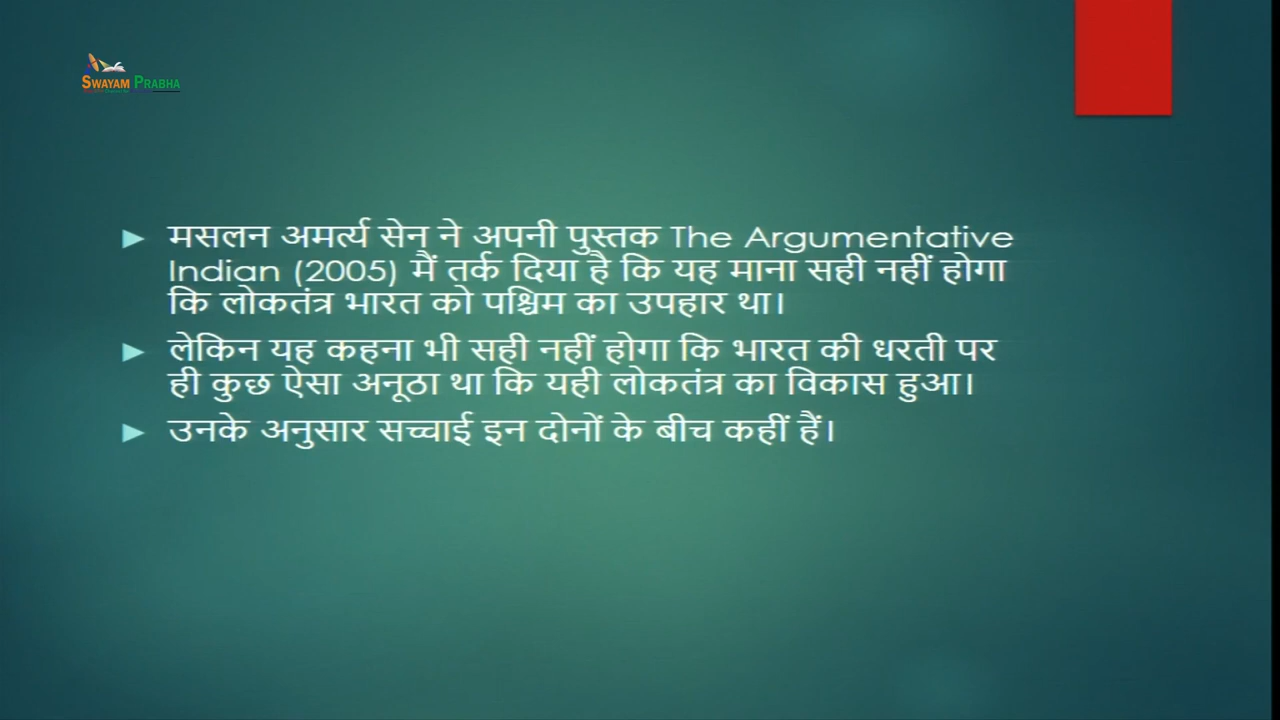 SWAYAM PRABHA
मसलन अमर्त्य सेन ने अपनी पुस्तक The Argumentative
Indian (2005) में तर्क दिया है कि यह माना सही नहीं होगा
कि लोकतंत्र भारत को पश्चिम का उपहार था।
लेकिन यह कहना भी सही नहीं होगा कि भारत की धरती पर
ही कुछ ऐसा अनूठा था कि यही लोकतंत्र का विकास हुआ।
उनके अनुसार सच्चाई इन दोनों के बीच कहीं हैं।